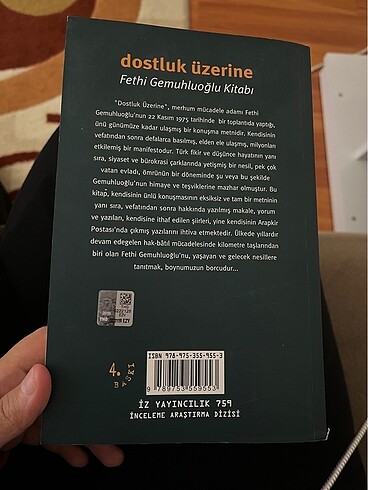 dostluk üzerine
Fethi Gemuhluoğlu Kitabı
"Dostluk Üzerine", merhum mücadele adamı Fethi
Gemuhluoğlu'nun 22 Kasım 1975 tarihinde bir toplantıda yaptığı,
ünü günümüze kadar ulaşmış bir konuşma metnidir. Kendisinin
vefatından sonra defalarca basılmış, elden ele ulaşmış, milyonları
etkilemiş bir manifestodur. Türk fikir ve düşünce hayatının yanı
sıra, siyaset ve bürokrasi çarklarında yetişmiş bir nesil, pek çok
vatan evladı, ömrünün bir döneminde şu veya bu şekilde
Gemuhluoğlu'nun himaye ve teşviklerine mazhar olmuştur. Bu
kitap, kendisinin ünlü konuşmasının eksiksiz ve tam bir metninin
yanı sıra, vefatından sonra hakkında yazılmış makale, yorum
ve yazıları, kendisine ithaf edilen şiirleri, yine kendisinin Arapkir
Postası'nda çıkmış yazılarını ihtiva etmektedir. Ülkede yıllardır
devam edegelen hak-bâtıl mücadelesinde kilometre taşlarından
biri olan Fethi Gemuhluoğlu'nu, yaşayan ve gelecek nesillere
tanıtmak, boynumuzun borcudur...
4.
BASKI
ISBN 978-975-355-955-3
9 789753 559553
İZ YAYINCILIK 759
İNCELEME ARAŞTIRMA DİZİSİ